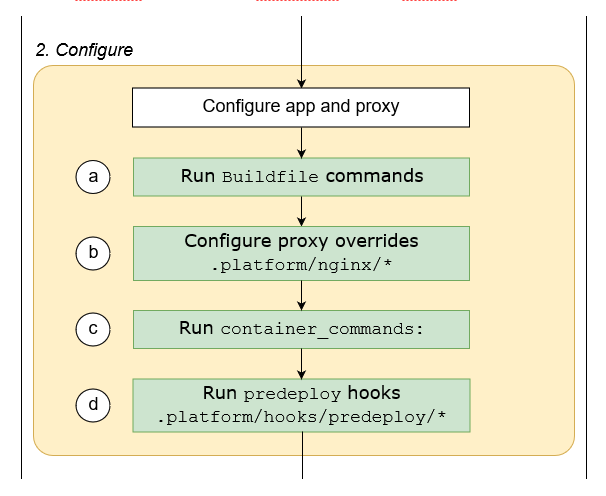 2. Configure
Configure app and proxy
a
Run Buildfile commands
b
Configure proxy overrides
.platform/nginx/*
c
Run container_commands:
d
Run predeploy hooks
.platform/hooks/predeploy/*